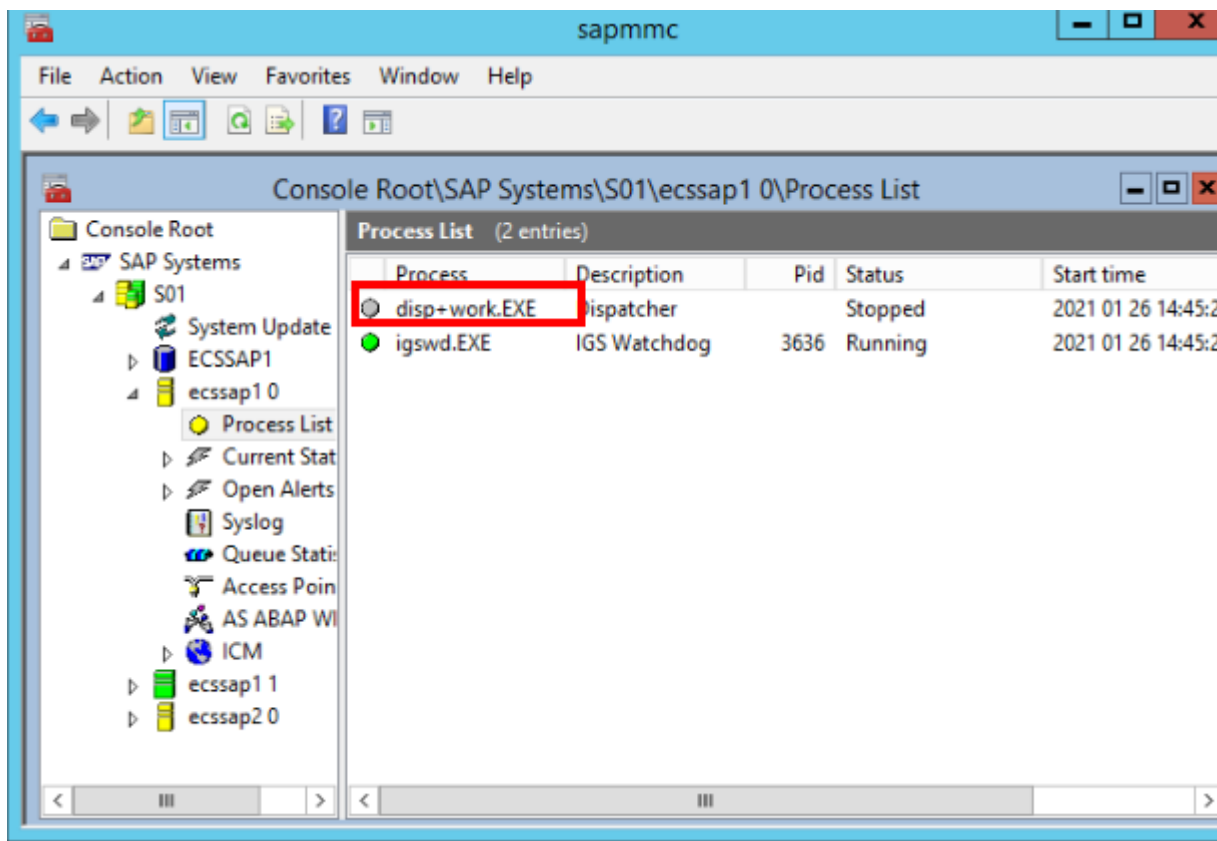 sapmmc
File Action View Favorites Window Help
Console Root\SAP Systems\S01\ecssap1 0\Process List
Console Root
SAP Systems
S01
System Update
ECSSAP1
ecssap1 0
Process List
Current Stat
Open Alerts
Syslog
Queue Statis
Access Poin
AS ABAP WI
ICM
ecssap1 1
ecssap2 0
Process List (2 entries)
Process Description Pid Status Start time
disp+work.EXE Dispatcher Stopped 2021 01 26 14:45:2
igswd.EXE IGS Watchdog 3636 Running 2021 01 26 14:45:2